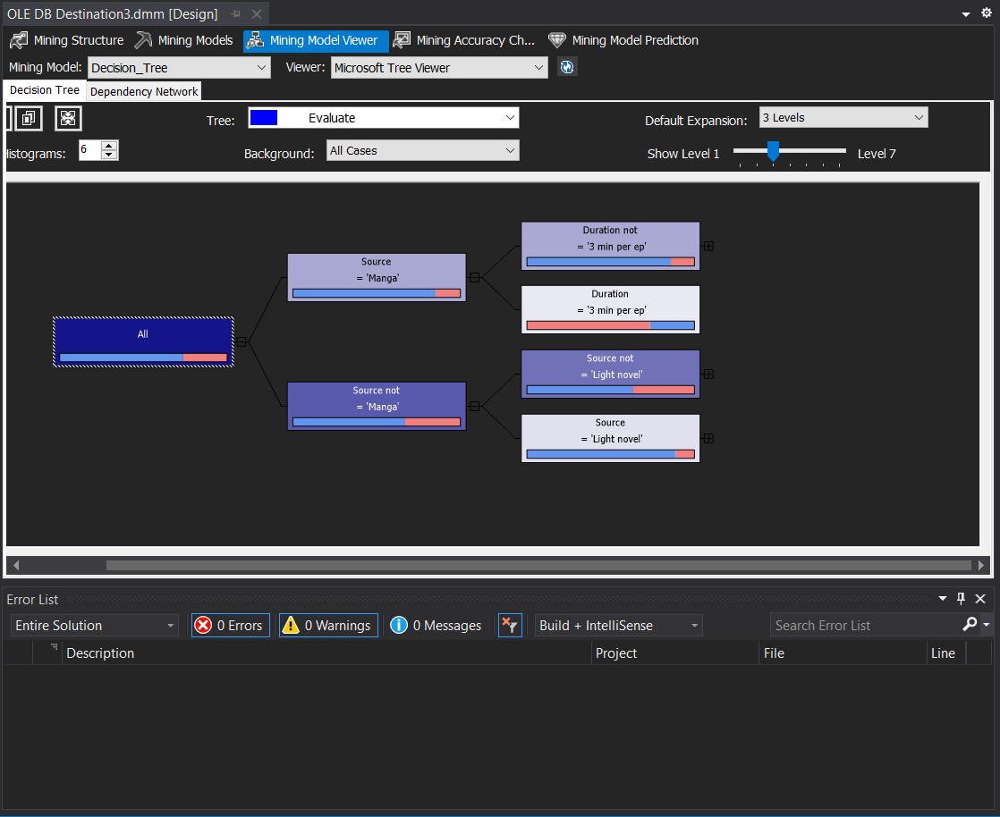 OLE DB Destination3.dmm [Design]
Mining Structure Mining Models Mining Model Viewer Mining Accuracy Ch... Mining Model Prediction
Mining Model: Decision_Tree Viewer: Microsoft Tree Viewer
Decision Tree Dependency Network
Tree: Evaluate Default Expansion: 3 Levels
Histograms: 6 Background: All Cases Show Level 1 Level 7
Duration not
= '3 min per ep'
Source
= 'Manga'
Duration
= '3 min per ep'
All
Source not
= 'Light novel'
Source not
= 'Manga'
Source
= 'Light novel'
Error List
Entire Solution 0 Errors 0 Warnings 0 Messages Build + IntelliSense Search Error List
Description Project File Line